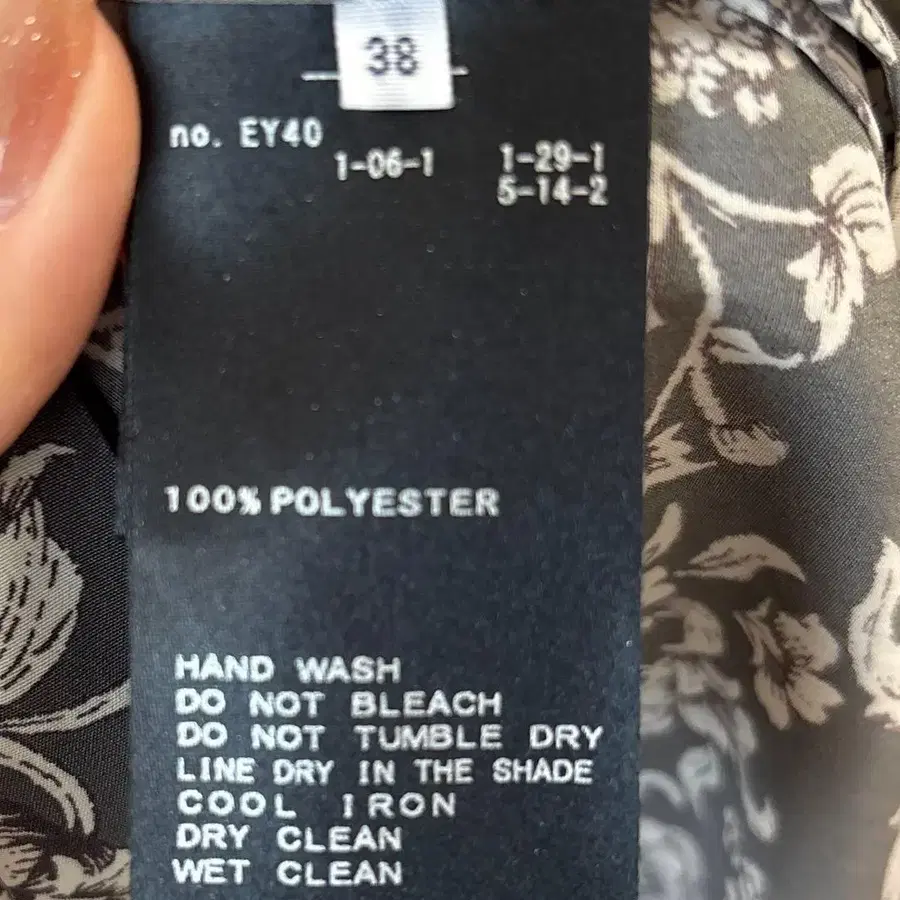 38
no. EY40
1-06-1
1-29-1
5-14-2
100% POLYESTER
HAND WASH
DO NOT BLEACH
DO NOT TUMBLE DRY
LINE DRY IN THE SHADE
COOL IRON
DRY CLEAN
WET CLEAN